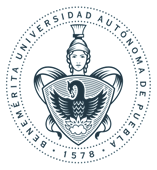 BENEMÉRITA UNIVERSIDAD AUTÓNOMA DE PUEBLA
1578